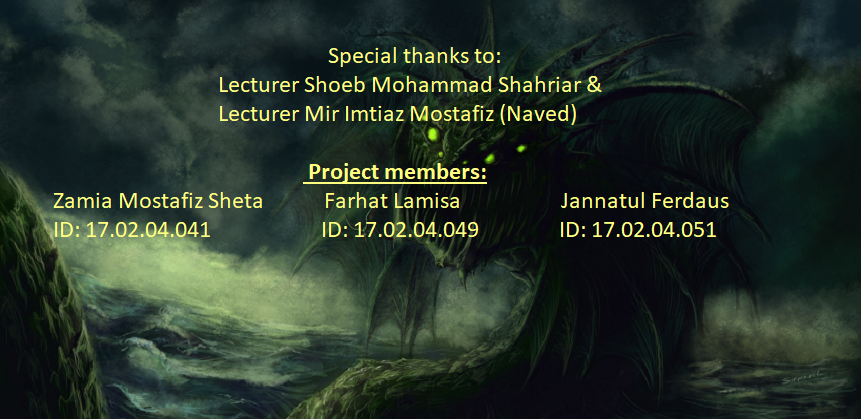 Special thanks to:
Lecturer Shoeb Mohammad Shahriar &
Lecturer Mir Imtiaz Mostafiz (Naved)
Project members:
Zamia Mostafiz Sheta Farhat Lamisa Jannatul Ferdaus
ID: 17.02.04.041 ID: 17.02.04.049 ID: 17.02.04.051